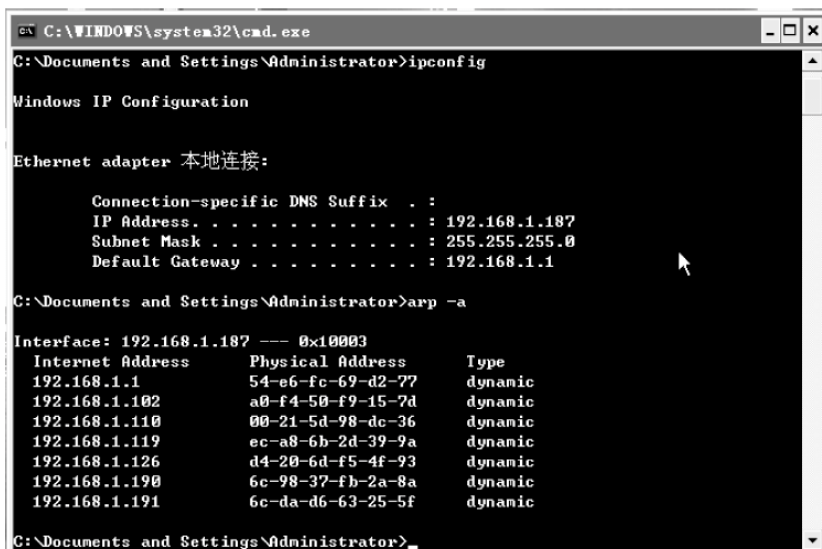 C:\WINDOWS\system32\cmd.exe
C:\Documents and Settings\Administrator>ipconfig
Windows IP Configuration
Ethernet adapter 本地连接:
Connection-specific DNS Suffix . :
IP Address. . . . . . . . . . . . : 192.168.1.187
Subnet Mask . . . . . . . . . . . : 255.255.255.0
Default Gateway . . . . . . . . . : 192.168.1.1
C:\Documents and Settings\Administrator>arp -a
Interface: 192.168.1.187 --- 0x10003
Internet Address Physical Address Type
192.168.1.1 54-e6-fc-69-d2-77 dynamic
192.168.1.102 a0-f4-50-f9-15-7d dynamic
192.168.1.110 00-21-5d-98-dc-36 dynamic
192.168.1.119 ec-a8-6b-2d-39-9a dynamic
192.168.1.126 d4-20-6d-f5-4f-93 dynamic
192.168.1.190 6c-98-37-fb-2a-8a dynamic
192.168.1.191 6c-da-d6-63-25-5f dynamic
C:\Documents and Settings\Administrator>_